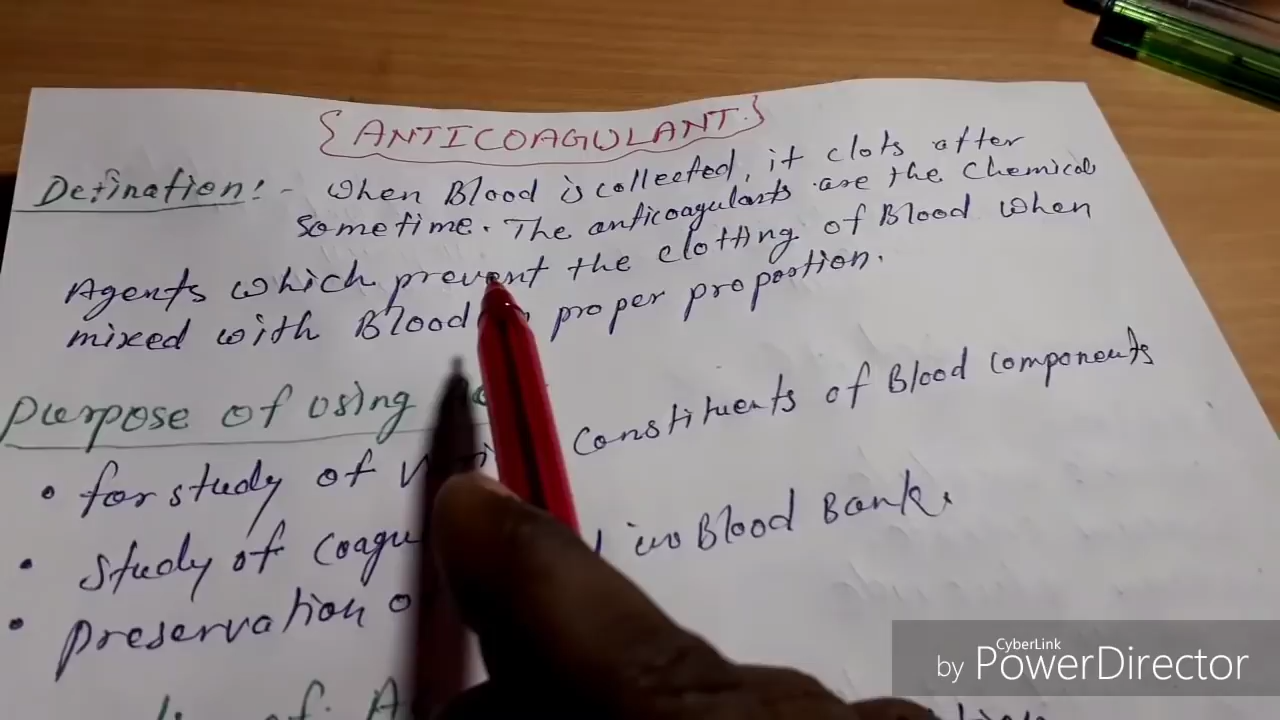 {ANTICOAGULANT}
Defination:- When Blood is collected, it clots after
sometime. The anticoagulants are the Chemical
Agents which prevent the clotting of Blood when
mixed with Blood proper propostion.
Purpose of Using
• for study of constituents of Blood components
• Study of Coagu
• Preservation o in Blood Bank.
of A
CyberLink
by PowerDirector